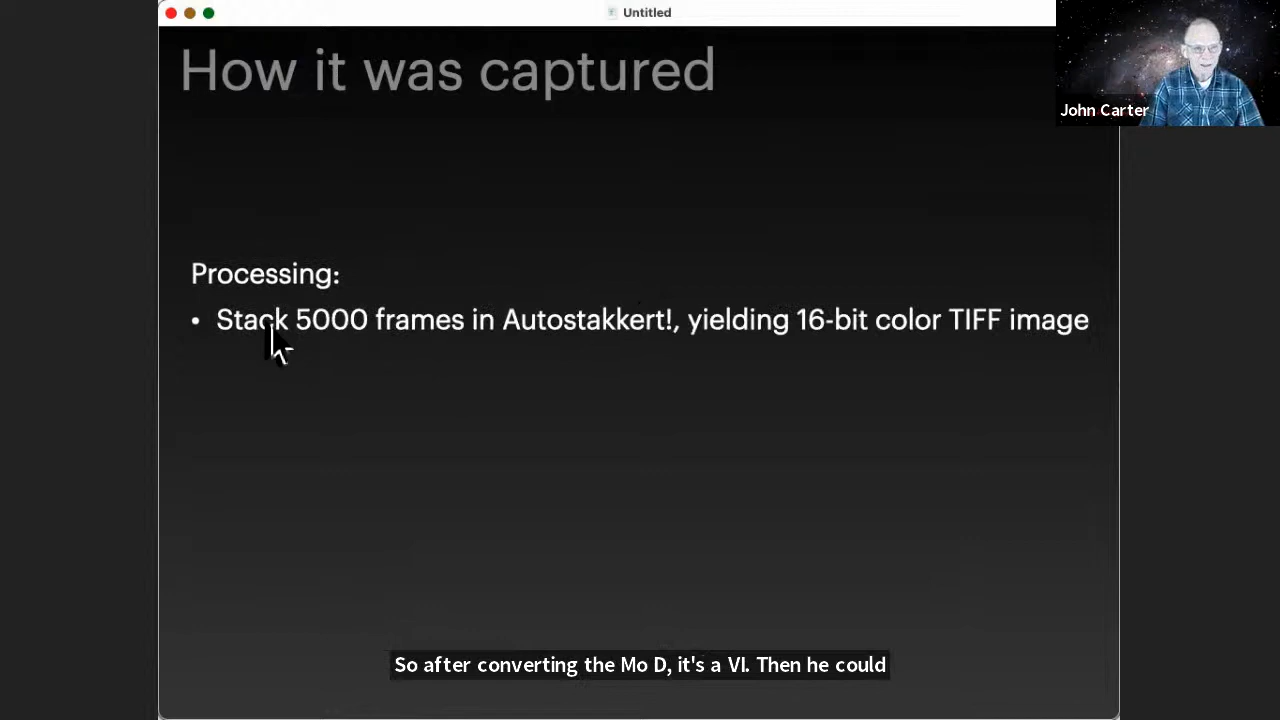 Untitled
How it was captured
John Carter
Processing:
• Stack 5000 frames in Autostakkert!, yielding 16-bit color TIFF image
So after converting the Mo D, it's a VI. Then he could